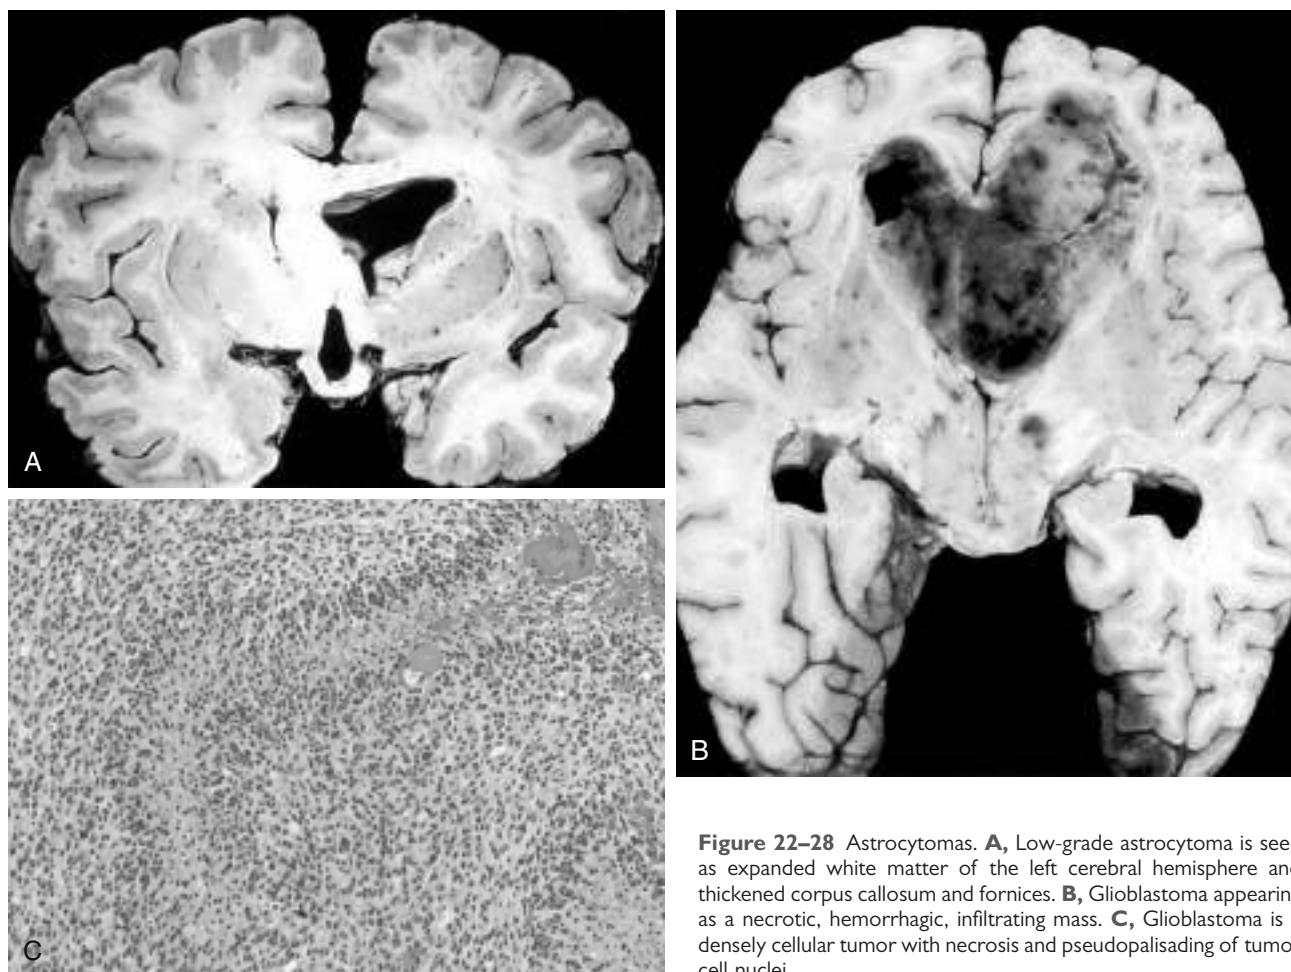 A
B
C
Figure 22–28 Astrocytomas. A, Low-grade astrocytoma is see
as expanded white matter of the left cerebral hemisphere an
thickened corpus callosum and fornices. B, Glioblastoma appearin
as a necrotic, hemorrhagic, infiltrating mass. C, Glioblastoma is
densely cellular tumor with necrosis and pseudopalisading of tumo
cell nuclei